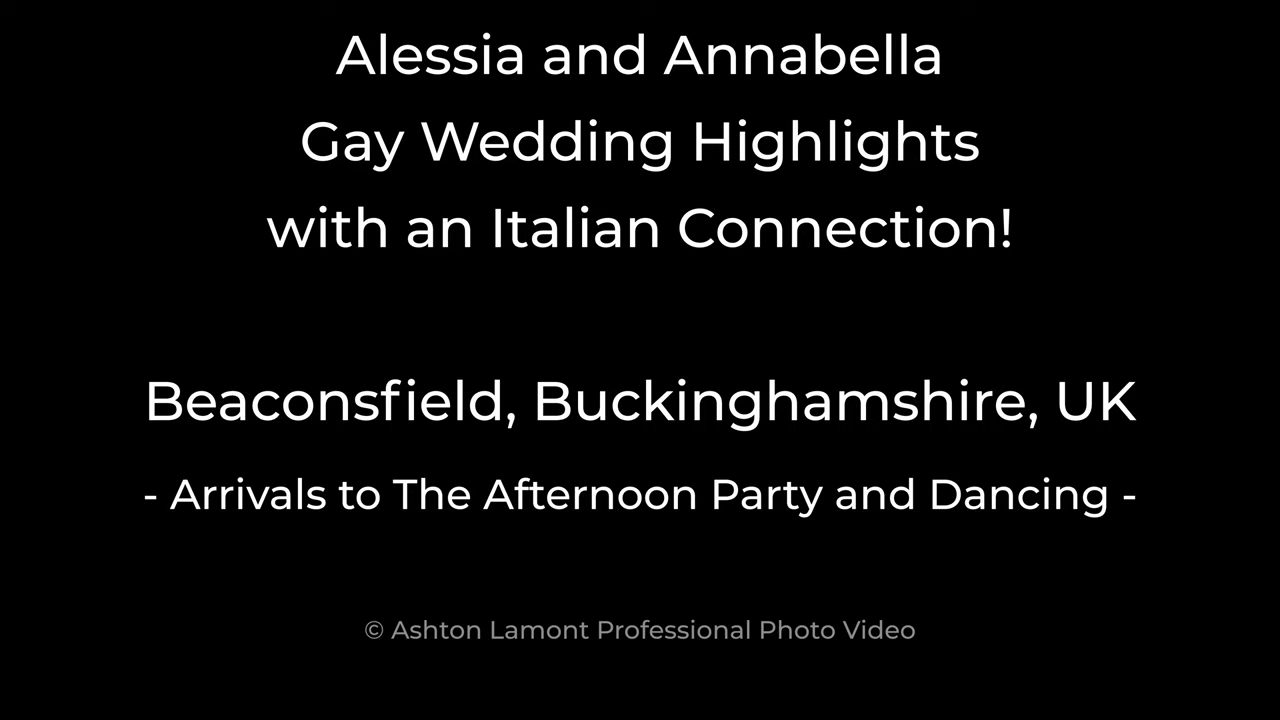 Alessia and Annabella
Gay Wedding Highlights
with an Italian Connection!
Beaconsfield, Buckinghamshire, UK
- Arrivals to The Afternoon Party and Dancing -
© Ashton Lamont Professional Photo Video